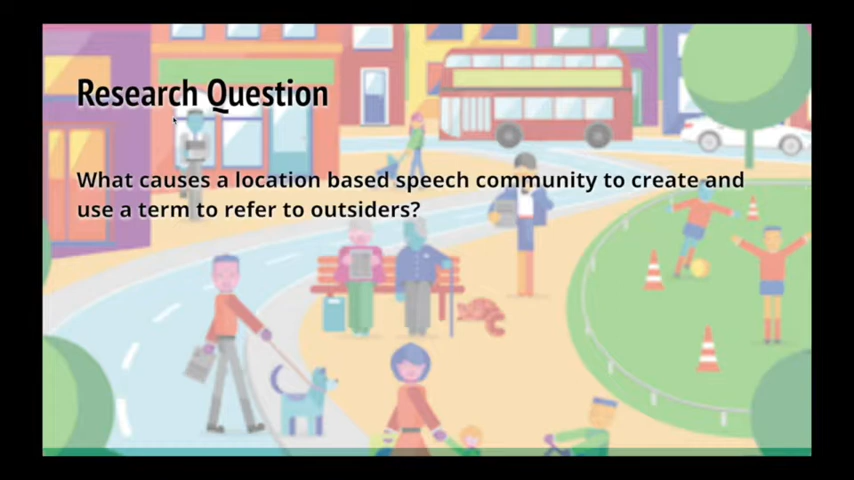 Research Question
What causes a location based speech community to create and
use a term to refer to outsiders?